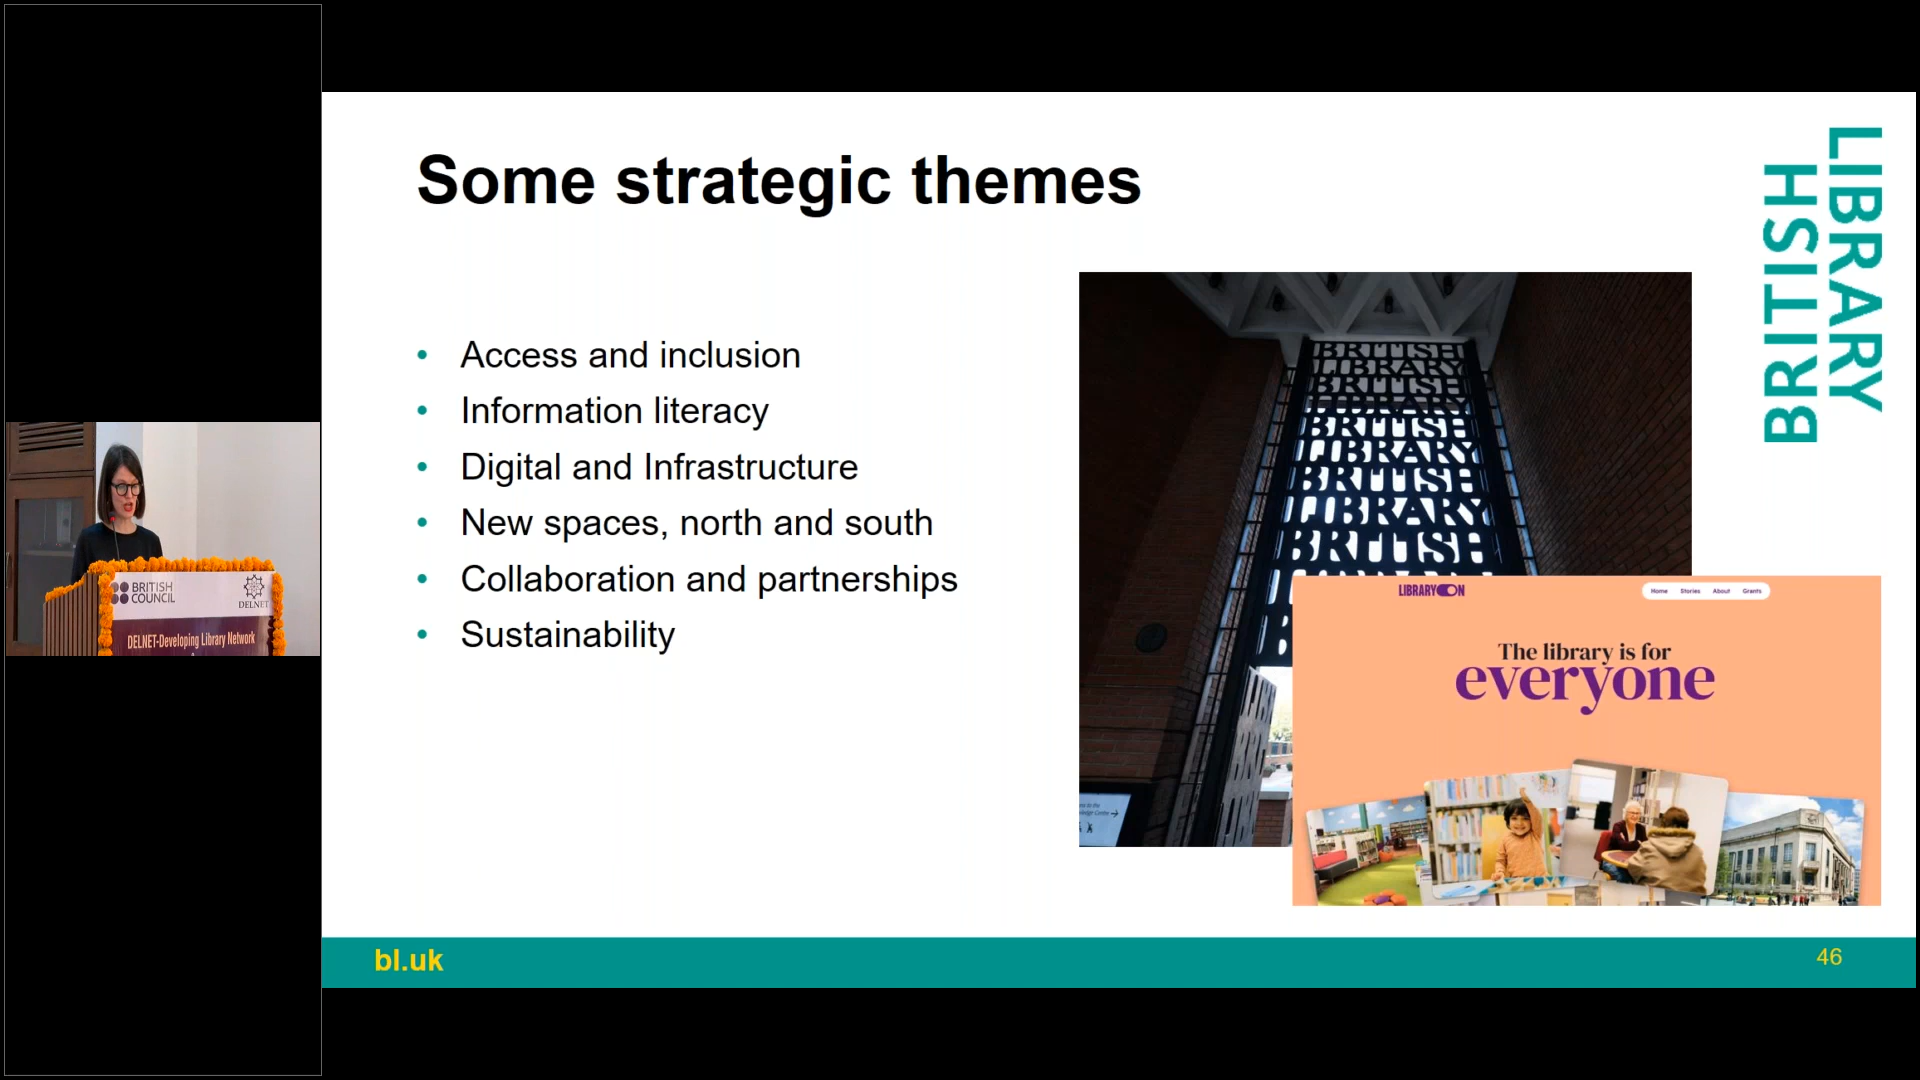 Some strategic themes
BRITISH
LIBRARY
• Access and inclusion
• Information literacy
• Digital and Infrastructure
• New spaces, north and south
• Collaboration and partnerships
• Sustainability
BRITISH
LIBRARY
BRITISH
BRITISH
LIBRARY
BRITISH
LIBRARY
BRITISH
LIBRARYON
Home Stories About Grants
The library is for
everyone
BRITISH
COUNCIL
DELNET
DELNET-Developing Library Network
bl.uk
46